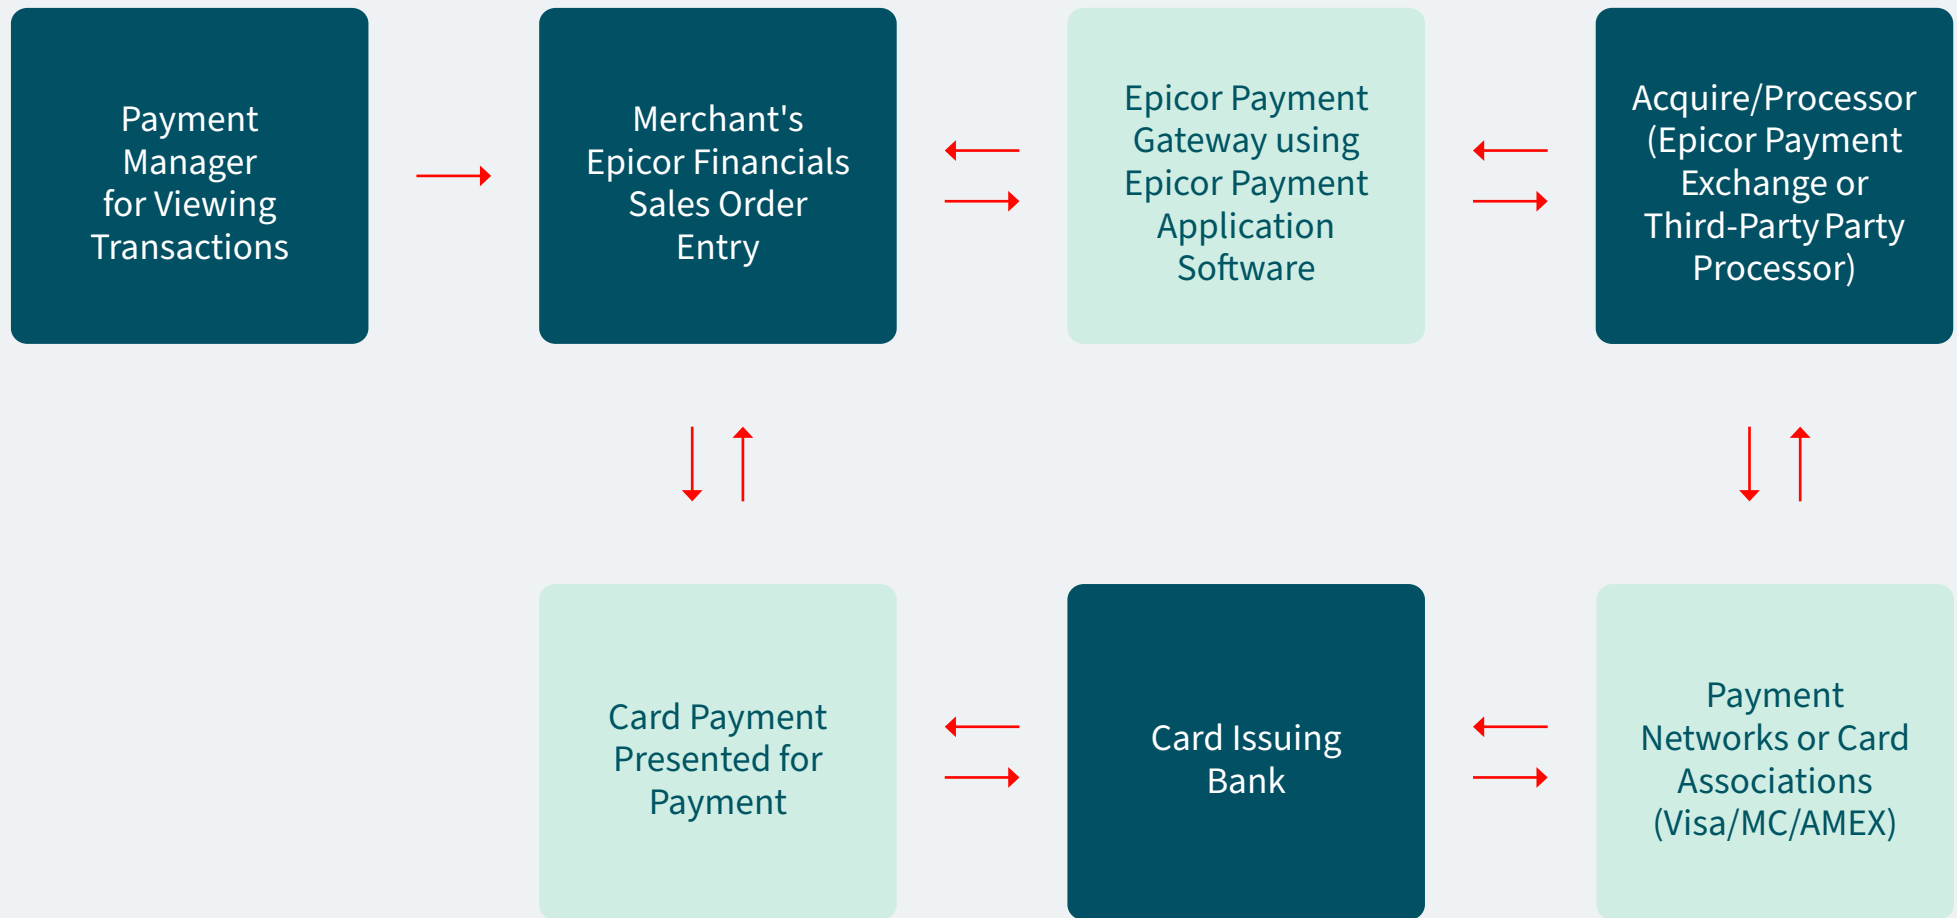 Payment
Manager
for Viewing
Transactions
Merchant's
Epicor Financials
Sales Order
Entry
Epicor Payment
Gateway using
Epicor Payment
Application
Software
Acquire/Processor
(Epicor Payment
Exchange or
Third-Party Party
Processor)
Card Payment
Presented for
Payment
Card Issuing
Bank
Payment
Networks or Card
Associations
(Visa/MC/AMEX)